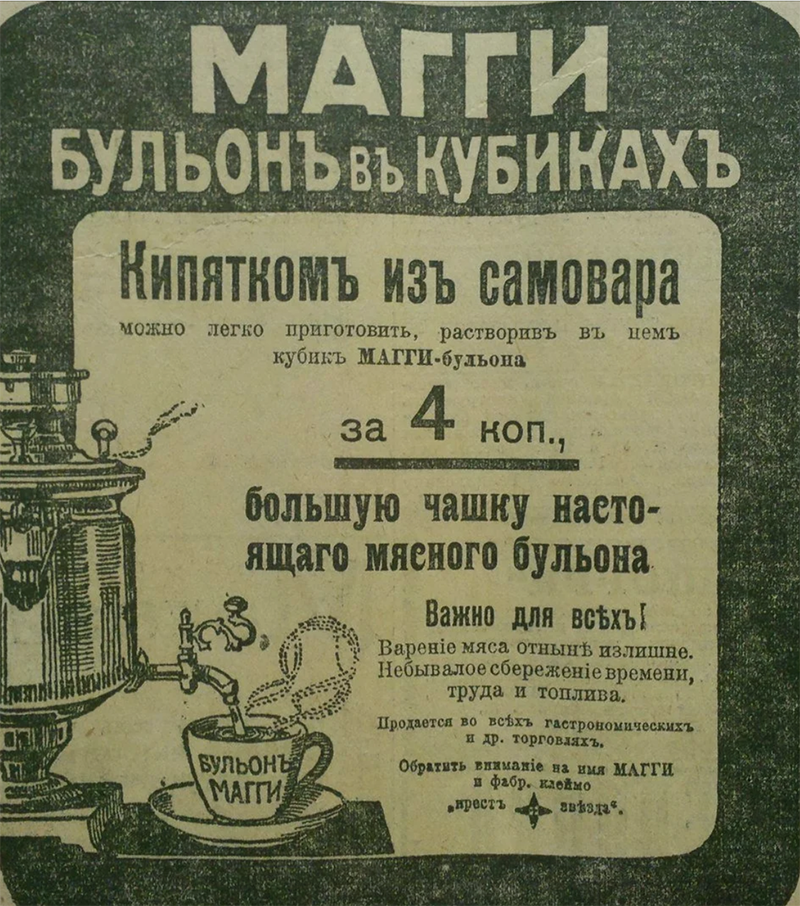 МАГГИ
БУЛЬОНЪ ВЪ КУБИКАХЪ
Кипяткомъ изъ самовара
можно легко приготовить, растворивъ въ немъ
кубикъ МАГГИ-бульона
за 4 коп.,
большую чашку насто-
ящаго мясного бульона
Важно для всѣхъ!
Вареніе мяса отнынѣ излишне.
Небывалое сбереженіе времени,
труда и топлива.
Продается во всѣхъ гастрономическихъ
и др. торговляхъ.
Обратить вниманіе на имя МАГГИ
и фабр. клеймо
„крестъ звѣзда“.
БУЛЬОНЪ
МАГГИ